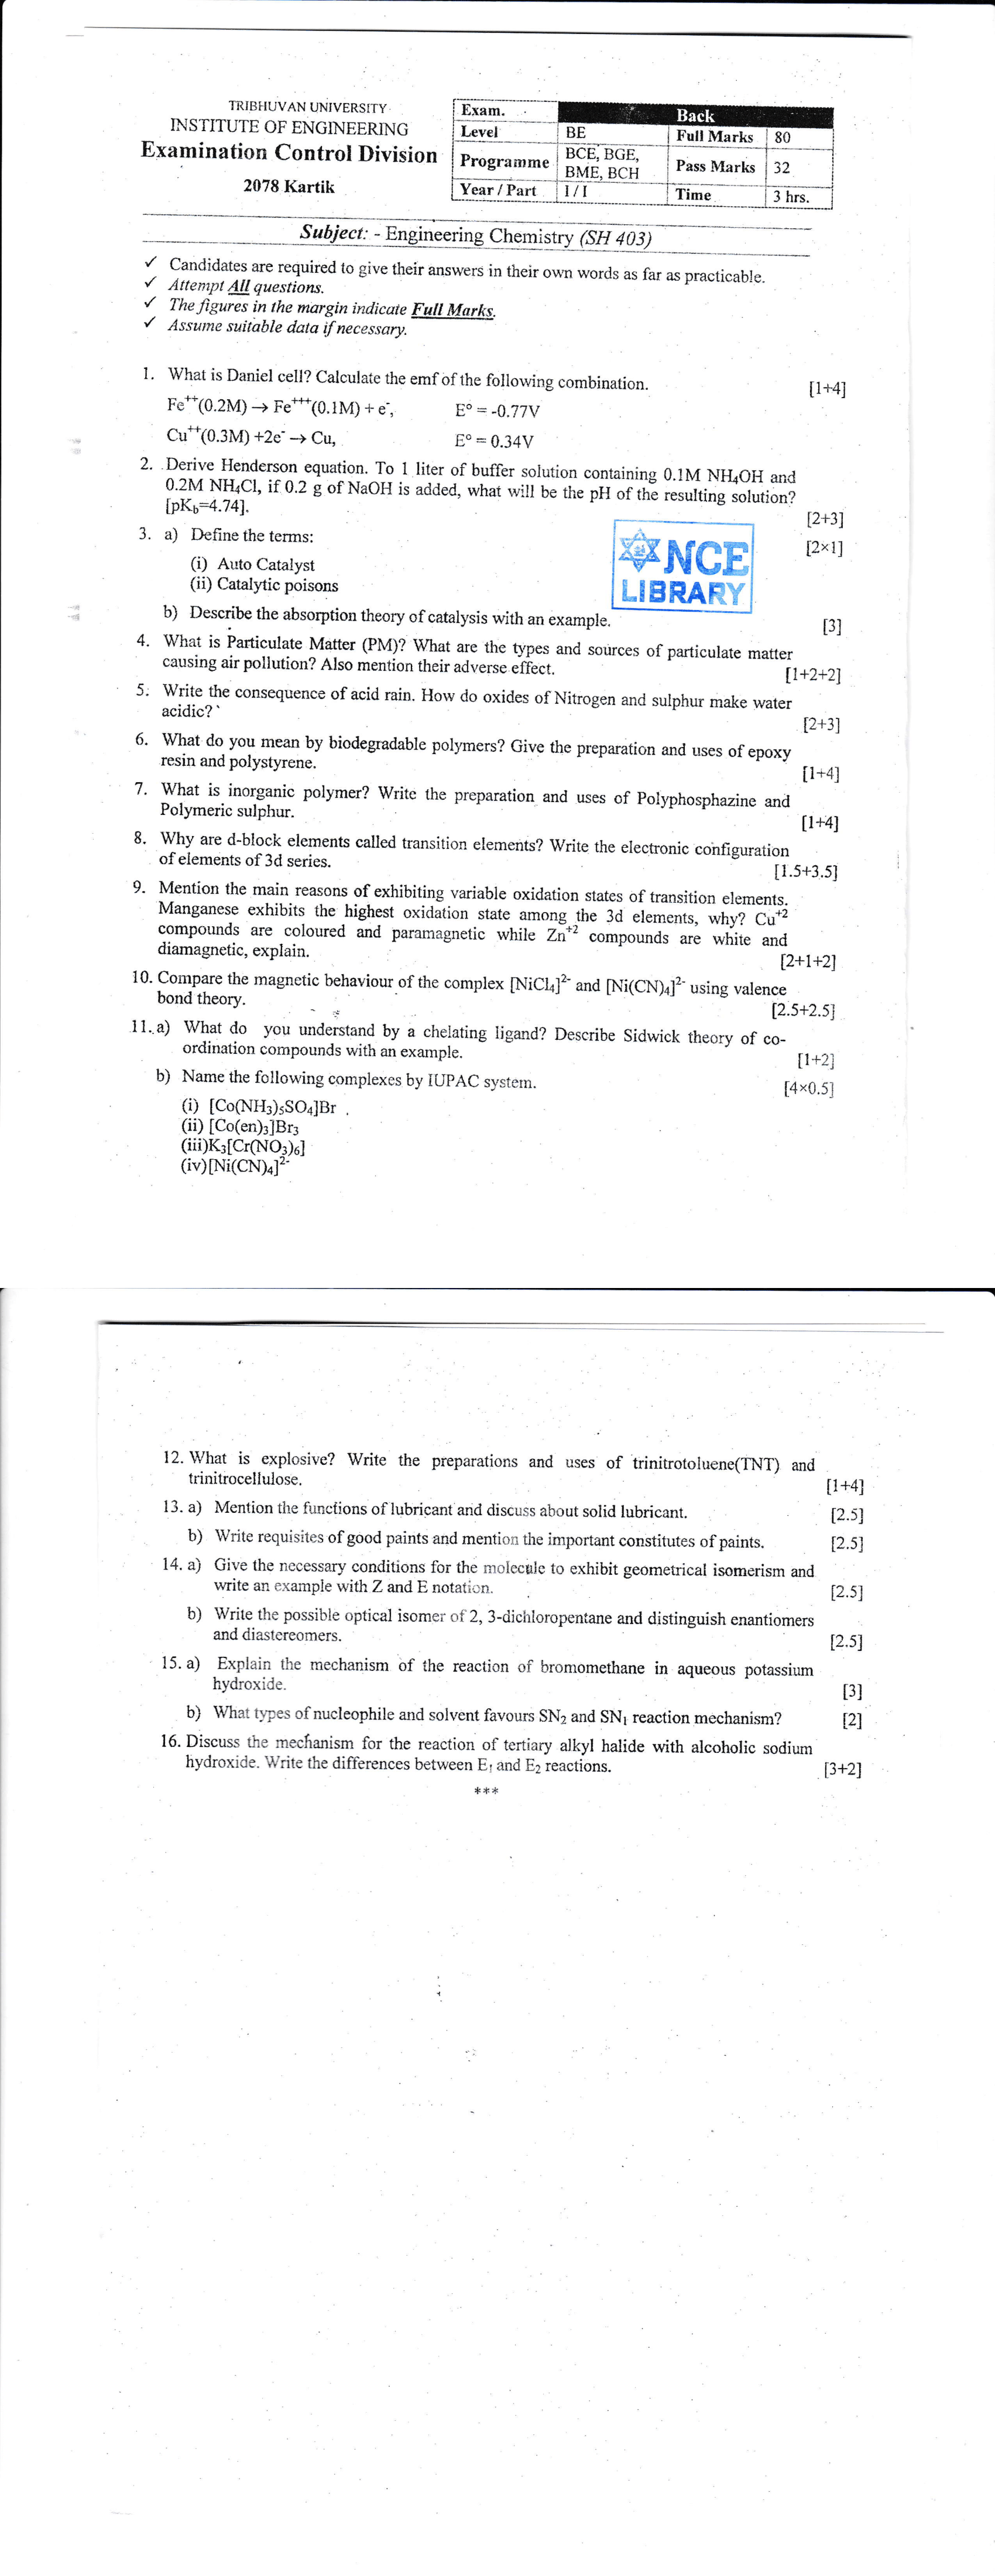 TRIBHUVAN UNIVERSITY
INSTITUTE OF ENGINEERING
Examination Control Division
2078 Kartik
Exam. Back
Level BE Full Marks 80
Programme BCE, BGE, BME, BCH Pass Marks 32
Year / Part I / I Time 3 hrs.
Subject: - Engineering Chemistry (SH 403)
✓ Candidates are required to give their answers in their own words as far as practicable.
✓ Attempt All questions.
✓ The figures in the margin indicate Full Marks.
✓ Assume suitable data if necessary.
1. What is Daniel cell? Calculate the emf of the following combination. [1+4]
Fe⁺⁺(0.2M) → Fe⁺⁺⁺(0.1M) + e⁻, E° = -0.77V
Cu⁺⁺(0.3M) +2e⁻ → Cu, E° = 0.34V
2. Derive Henderson equation. To 1 liter of buffer solution containing 0.1M NH₄OH and
0.2M NH₄Cl, if 0.2 g of NaOH is added, what will be the pH of the resulting solution?
[pK_b=4.74]. [2+3]
3. a) Define the terms: [2×1]
(i) Auto Catalyst
(ii) Catalytic poisons
NCE
LIBRARY
b) Describe the absorption theory of catalysis with an example. [3]
4. What is Particulate Matter (PM)? What are the types and sources of particulate matter
causing air pollution? Also mention their adverse effect. [1+2+2]
5. Write the consequence of acid rain. How do oxides of Nitrogen and sulphur make water
acidic? [2+3]
6. What do you mean by biodegradable polymers? Give the preparation and uses of epoxy
resin and polystyrene. [1+4]
7. What is inorganic polymer? Write the preparation and uses of Polyphosphazine and
Polymeric sulphur. [1+4]
8. Why are d-block elements called transition elements? Write the electronic configuration
of elements of 3d series. [1.5+3.5]
9. Mention the main reasons of exhibiting variable oxidation states of transition elements.
Manganese exhibits the highest oxidation state among the 3d elements, why? Cu⁺²
compounds are coloured and paramagnetic while Zn⁺² compounds are white and
diamagnetic, explain. [2+1+2]
10. Compare the magnetic behaviour of the complex [NiCl₄]²⁻ and [Ni(CN)₄]²⁻ using valence
bond theory. [2.5+2.5]
11. a) What do you understand by a chelating ligand? Describe Sidwick theory of co-
ordination compounds with an example. [1+2]
b) Name the following complexes by IUPAC system. [4×0.5]
(i) [Co(NH₃)₅SO₄]Br
(ii) [Co(en)₃]Br₃
(iii)K₃[Cr(NO₃)₆]
(iv)[Ni(CN)₄]²⁻
12. What is explosive? Write the preparations and uses of trinitrotoluene(TNT) and
trinitrocellulose. [1+4]
13. a) Mention the functions of lubricant and discuss about solid lubricant. [2.5]
b) Write requisites of good paints and mention the important constitutes of paints. [2.5]
14. a) Give the necessary conditions for the molecule to exhibit geometrical isomerism and
write an example with Z and E notation. [2.5]
b) Write the possible optical isomer of 2, 3-dichloropentane and distinguish enantiomers
and diastereomers. [2.5]
15. a) Explain the mechanism of the reaction of bromomethane in aqueous potassium
hydroxide. [3]
b) What types of nucleophile and solvent favours SN₂ and SN₁ reaction mechanism? [2]
16. Discuss the mechanism for the reaction of tertiary alkyl halide with alcoholic sodium
hydroxide. Write the differences between E₁ and E₂ reactions. [3+2]
***